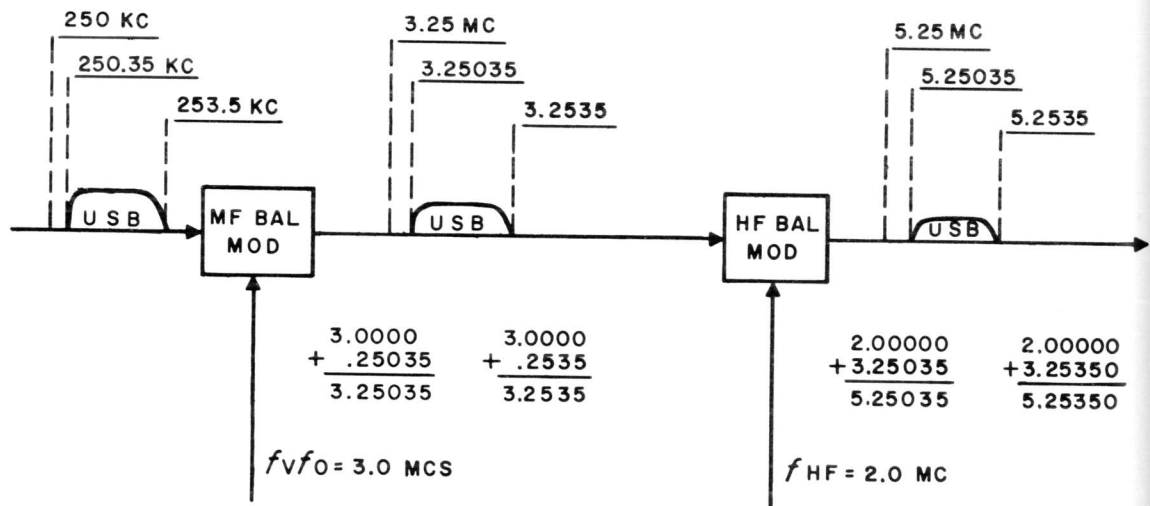 250 KC
250.35 KC
253.5 KC
USB
MF BAL
MOD
3.25 MC
3.25035
3.2535
USB
HF BAL
MOD
5.25 MC
5.25035
5.2535
USB
3.0000
+ .25035
3.25035
3.0000
+ .2535
3.2535
2.00000
+3.25035
5.25035
2.00000
+3.25350
5.25350
fvfo = 3.0 MCS
f HF = 2.0 MC